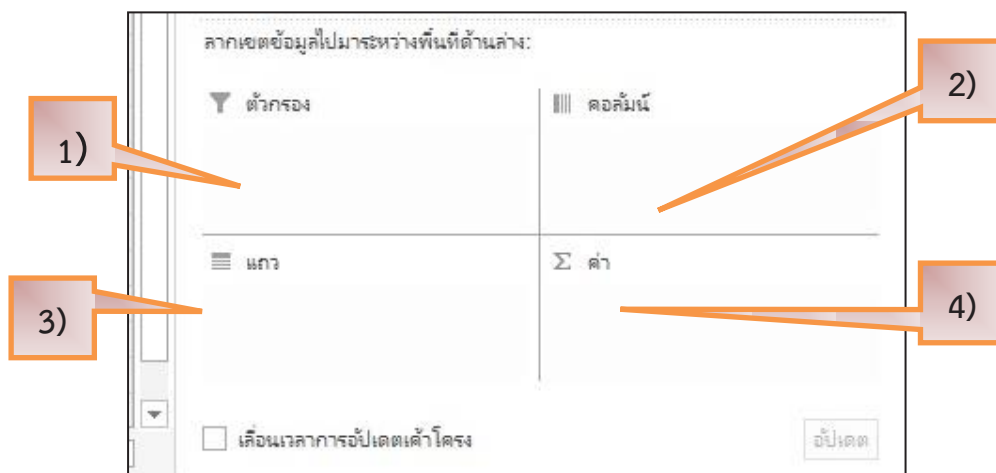 ลากเขตข้อมูลไปมาระหว่างพื้นที่ด้านล่าง:
ตัวกรอง
คอลัมน์
2)
1)
แถว
ค่า
3)
4)
เลื่อนเวลาการอัปเดตเค้าโครง
อัปเดต